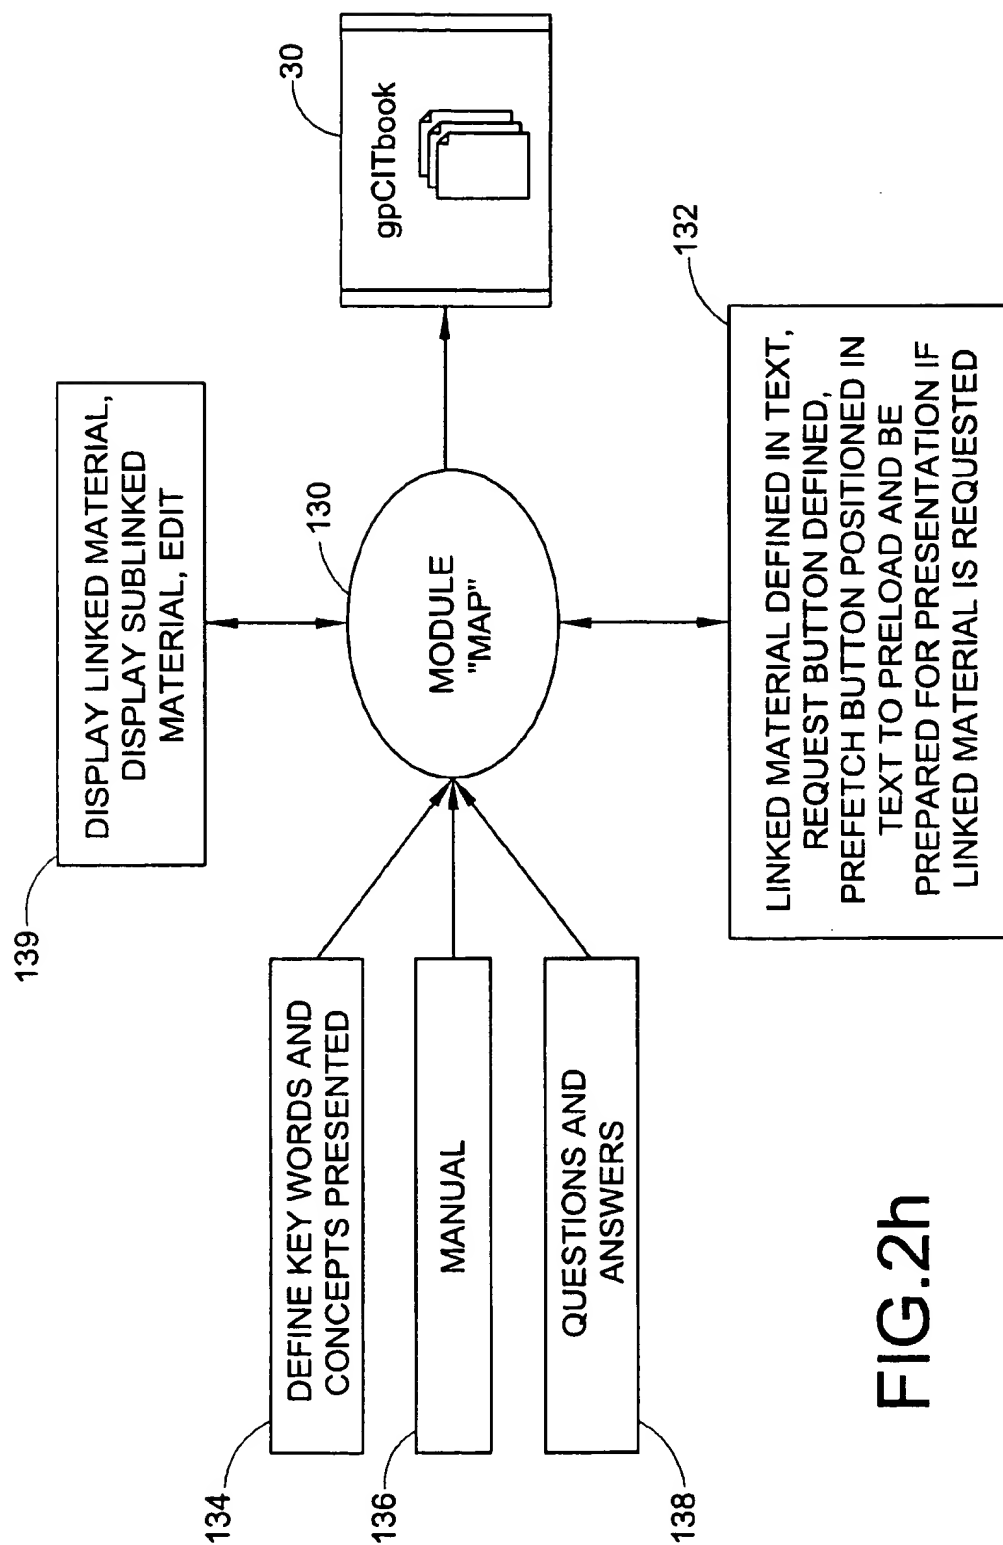 139
DISPLAY LINKED MATERIAL,
DISPLAY SUBLINKED
MATERIAL, EDIT
134
DEFINE KEY WORDS AND
CONCEPTS PRESENTED
136
MANUAL
138
QUESTIONS AND
ANSWERS
130
MODULE
"MAP"
30
gpCITbook
132
LINKED MATERIAL DEFINED IN TEXT,
REQUEST BUTTON DEFINED,
PREFETCH BUTTON POSITIONED IN
TEXT TO PRELOAD AND BE
PREPARED FOR PRESENTATION IF
LINKED MATERIAL IS REQUESTED
FIG.2h